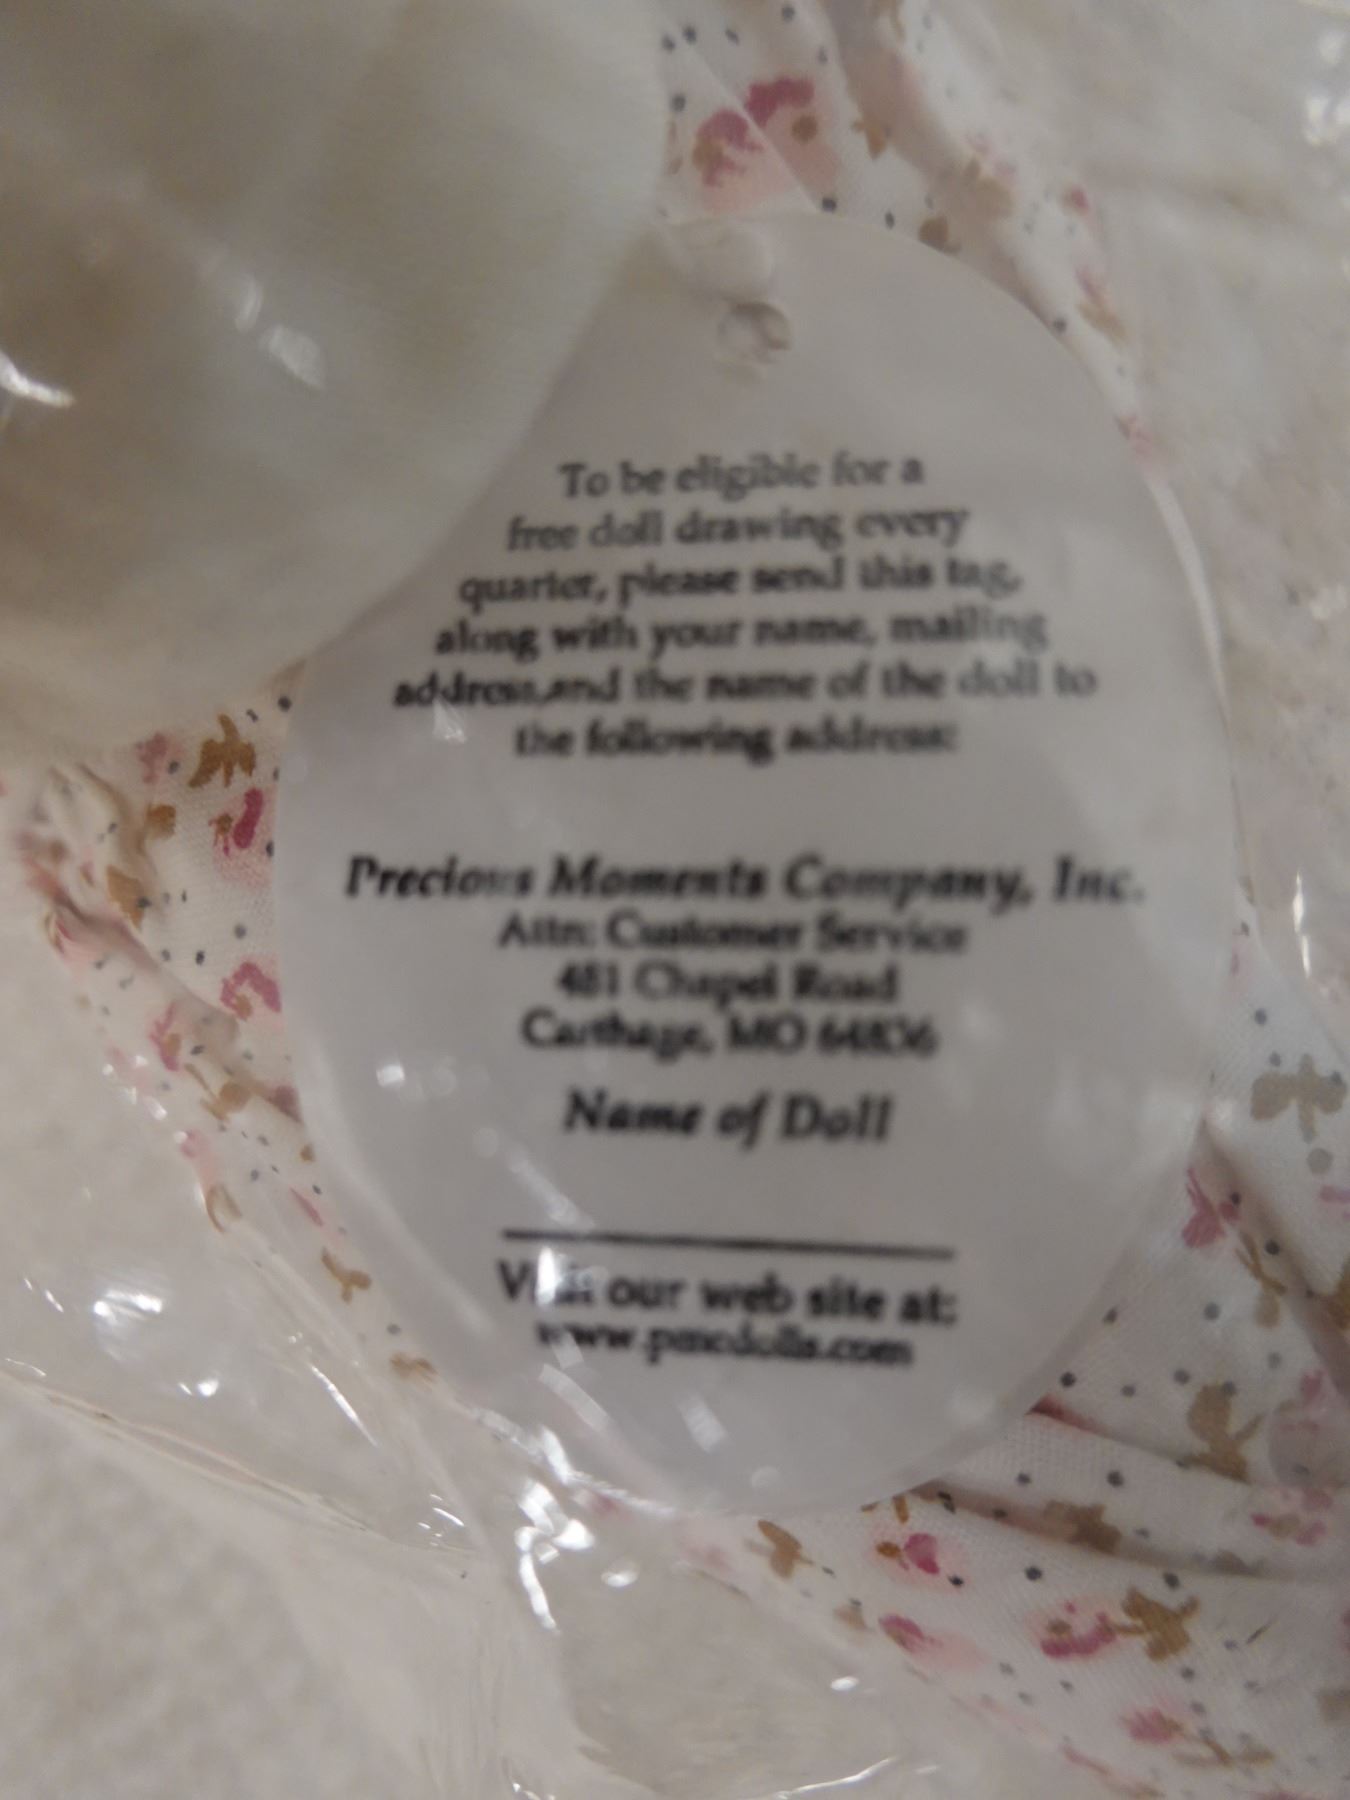 To be eligible for a
free doll drawing every
quarter, please send this tag,
along with your name, mailing
address,and the name of the doll to
the following address:
Precious Moments Company, Inc.
Attn: Customer Service
481 Chapel Road
Carthage, MO 64836
Name of Doll
Visit our web site at:
www.pmcdolls.com